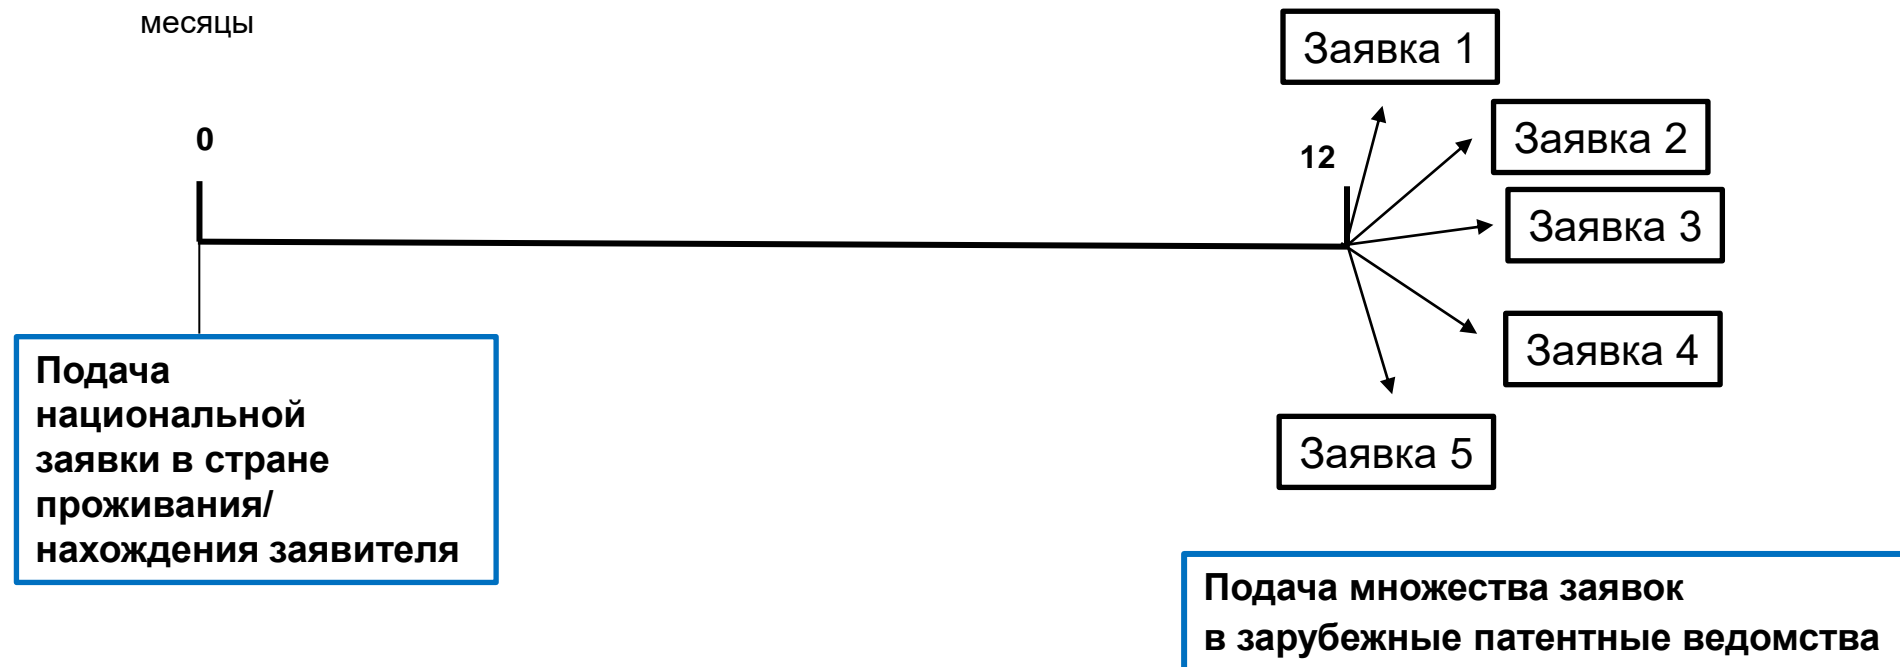 месяцы
0
12
Заявка 1
Заявка 2
Заявка 3
Заявка 4
Заявка 5
Подача
национальной
заявки в стране
проживания/
нахождения заявителя
Подача множества заявок
в зарубежные патентные ведомства